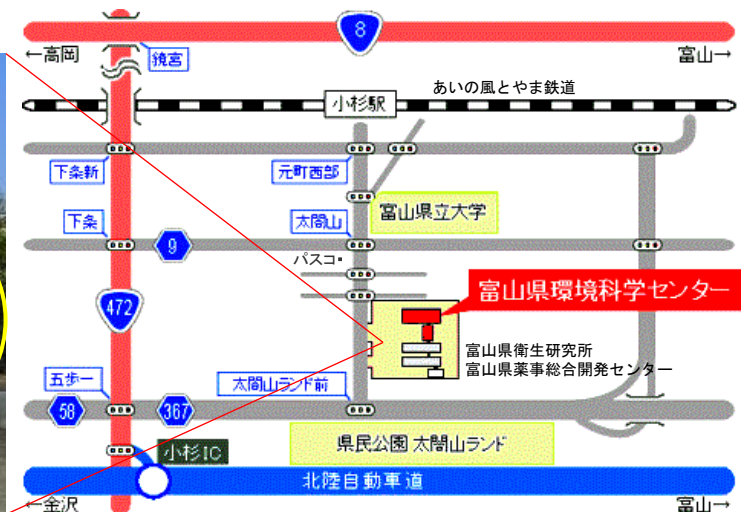 8
←高岡
鏡宮
富山→
あいの風とやま鉄道
小杉駅
下条新
元町西部
富山県立大学
下条
太閤山
9
パスコ
富山県環境科学センター
472
富山県衛生研究所
富山県薬事総合開発センター
五歩一
太閤山ランド前
58
367
県民公園 太閤山ランド
小杉IC
北陸自動車道
←金沢
富山→